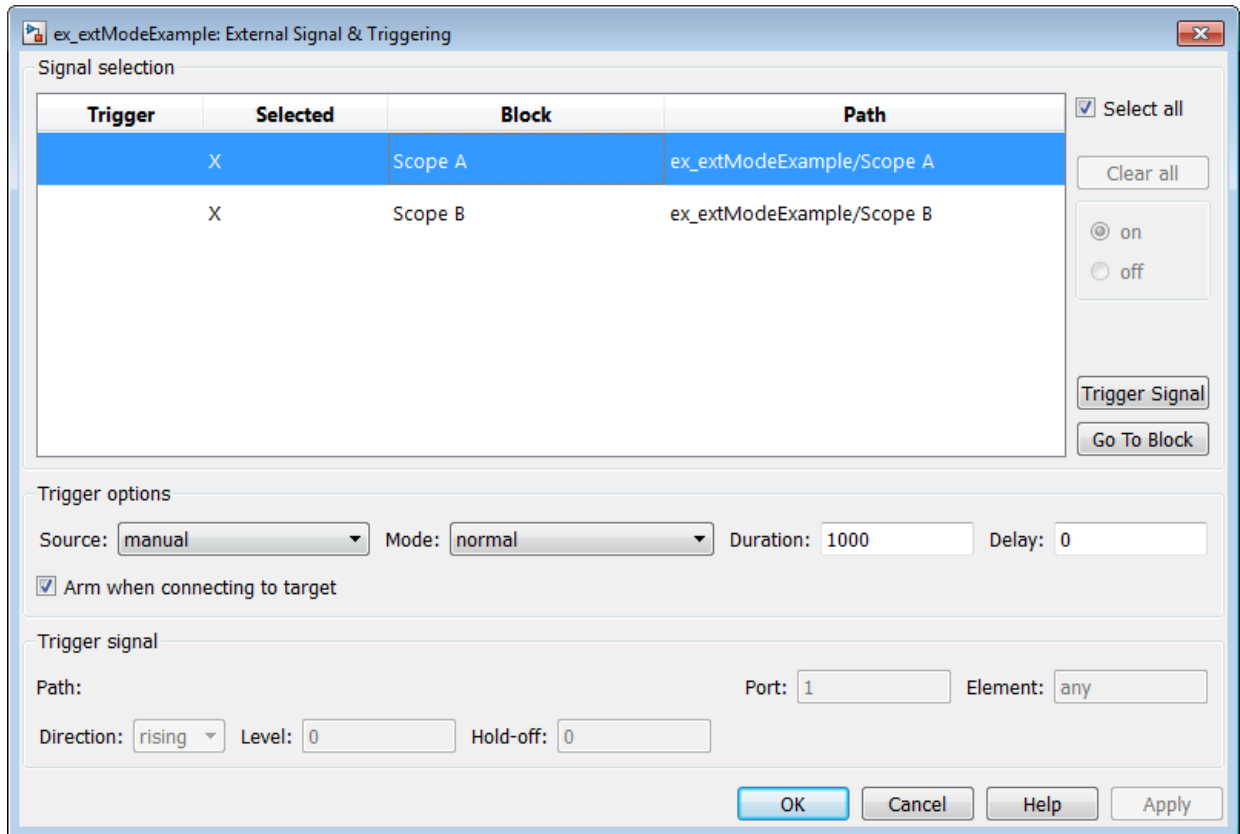 ex_extModeExample: External Signal & Triggering
Signal selection
Trigger Selected Block Path
X Scope A ex_extModeExample/Scope A
X Scope B ex_extModeExample/Scope B
Select all
Clear all
on
off
Trigger Signal
Go To Block
Trigger options
Source: manual Mode: normal Duration: 1000 Delay: 0
Arm when connecting to target
Trigger signal
Path: Port: 1 Element: any
Direction: rising Level: 0 Hold-off: 0
OK Cancel Help Apply